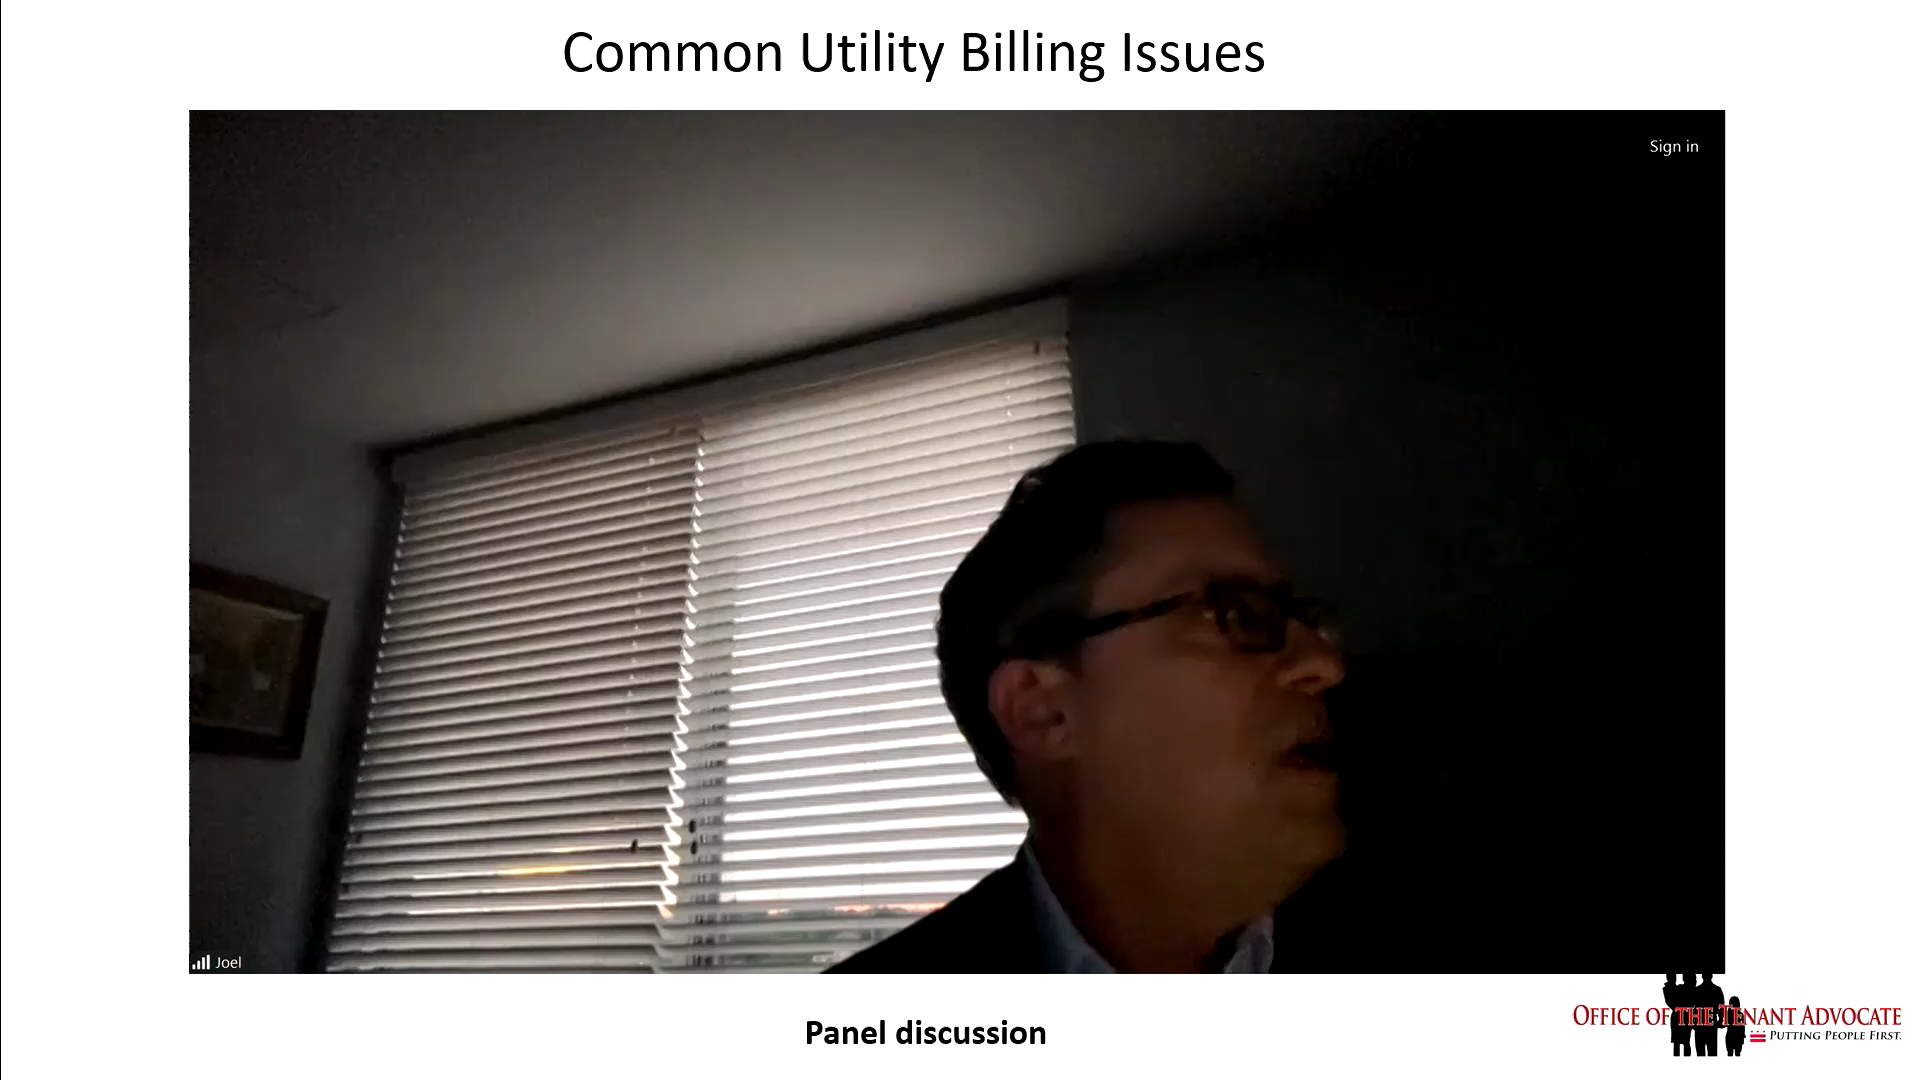 Common Utility Billing Issues
Sign in
Joel
Panel discussion
OFFICE OF THE TENANT ADVOCATE
PUTTING PEOPLE FIRST.